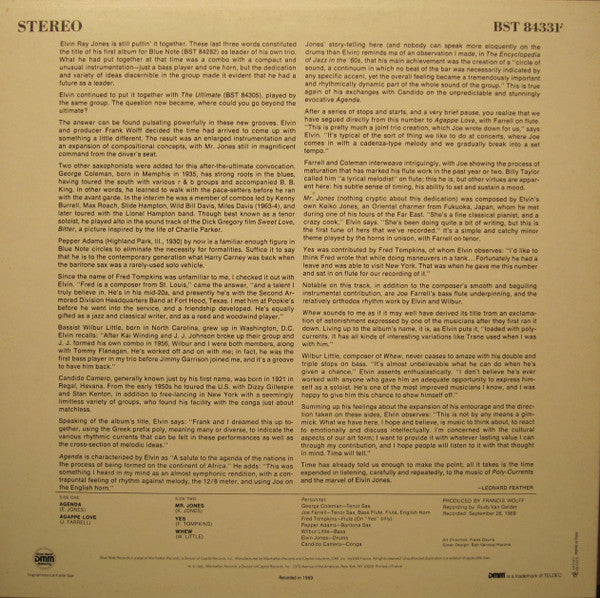 STEREO
BST 84331
Elvin Ray Jones is still puttin' it together. These last three words constituted
the title of his first album for Blue Note (BST 84282) as leader of his own trio.
What he had put together at that time was a combo with a compact and
unusual instrumentation—just a bass player and one horn, but the dedication
and variety of ideas discernible in the group made it evident that he had a
future as a leader.
Elvin continued to put it together with The Ultimate (BST 84305), played by
the same group. The question now became, where could you go beyond the
ultimate?
The answer can be found pulsating powerfully in these new grooves. Elvin
and producer Frank Wolff decided the time had arrived to come up with
something a little different. The result was an enlarged instrumentation and
an expansion of compositional concepts, with Mr. Jones still in magnificent
command from the driver's seat.
Two other saxophonists were added for this after-the-ultimate convocation.
George Coleman, born in Memphis in 1935, has strong roots in the blues,
having toured the south with various r & b groups and accompanied B. B.
King. In other words, he learned to walk with the pace-setters before he ran
with the avant garde. In the interim he was a member of combos led by Kenny
Burrell, Max Roach, Slide Hampton, Wild Bill Davis, Miles Davis (1963-4), and
later toured with the Lionel Hampton band. Though best known as a tenor
soloist, he played alto in the sound track of the Dick Gregory film Sweet Love,
Bitter, a picture inspired by the life of Charlie Parker.
Pepper Adams (Highland Park, Ill., 1930) by now is a familiar enough figure in
Blue Note circles to eliminate the necessity for formalities. Suffice it to say
that he is to the contemporary generation what Harry Carney was back when
the baritone sax was a rarely-used solo vehicle.
Since the name of Fred Tompkins was unfamiliar to me, I checked it out with
Elvin. "Fred is a composer from St. Louis," came the answer, "and a talent I
truly believe in. He's in his mid-20s, and presently he's with the Second Ar-
mored Division Headquarters Band at Fort Hood, Texas. I met him at Pookie's
before he went into the service, and a friendship developed. He's equally
gifted as a jazz and classical writer, and as a reed and woodwind player."
Bassist Wilbur Little, born in North Carolina, grew up in Washington, D.C.
Elvin recalls: "After Kai Winding and J. J. Johnson broke up their group and
J. J. formed his own combo in 1956, Wilbur and I were both members, along
with Tommy Flanagan. He's worked off and on with me; in fact, he was the
first bass player in my trio before Jimmy Garrison joined me, and it's a groove
to have him back."
Candido Camero, generally known just by his first name, was born in 1921 in
Regal, Havana. From the early 1950s he toured the U.S. with Dizzy Gillespie
and Stan Kenton, in addition to free-lancing in New York with a seemingly
limitless variety of groups, who found his facility with the conga just about
matchless.
Speaking of the album's title, Elvin says: "Frank and I dreamed this up to-
gether, using the Greek prefix poly, meaning many or diverse, to indicate the
various rhythmic currents that can be felt in these performances as well as
the cross-section of melodic ideas."
Agenda is characterized by Elvin as "A salute to the agenda of the nations in
the process of being formed on the continent of Africa." He adds: "This was
something I heard in my mind as an almost symphonic rendition, with a con-
trapuntal feeling of rhythm against melody, the 12/8 meter, and using Joe on
the English horn."
Jones' story-telling here (and nobody can speak more eloquently on the
drums than Elvin) reminds me of an observation I made, in The Encyclopedia
of Jazz in the '60s, that his main achievement was the creation of a "circle of
sound, a continuum in which no beat of the bar was necessarily indicated by
any specific accent, yet the overall feeling became a tremendously important
and rhythmically dynamic part of the whole sound of the group." This is true
again of his exchanges with Candido on the unpredictable and stunningly
evocative Agenda.
After a series of stops and starts, and a very brief pause, you realize that we
have segued directly from this number to Agappe Love, with Farrell on flute.
"This is pretty much a joint trio creation, which Joe wrote down for us", says
Elvin. "It's typical of the sort of thing we like to do at concerts, where Joe
comes in with a cadenza-type melody and we gradually break into a set
tempo."
Farrell and Coleman interweave intriguingly, with Joe showing the process of
maturation that has marked his flute work in the past year or two. Billy Taylor
called him "a lyrical melodist" on flute; this he is, but other virtues are appar-
ent here: his subtle sense of timing, his ability to set and sustain a mood.
Mr. Jones (nothing cryptic about this dedication) was composed by Elvin's
own Keiko Jones, an Oriental charmer from Fukuoka, Japan, whom he met
during one of his tours of the Far East. "She's a fine classical pianist, and a
crazy cook," Elvin says. "She's been doing quite a bit of writing, but this is
the first tune of hers that we've recorded." It's a simple and catchy minor
theme played by the horns in unison, with Farrell on tenor.
Yes was contributed by Fred Tompkins, of whom Elvin observes: "I'd like to
think Fred wrote that while doing maneuvers in a tank...Fortunately he had a
leave and was able to visit New York. That was when he gave me this number
and sat in on flute for our recording of it."
Notable on this track, in addition to the composer's smooth and beguiling
instrumental contribution, are Joe Farrell's bass flute underpinning, and the
relatively orthodox rhythm work by Elvin and Wilbur.
Whew sounds to me as if it may well have derived its title from an exclama-
tion of astonishment expressed by one of the musicians after they first ran it
down. Living up to the album's name, it is, as Elvin puts it, "loaded with poly-
currents. It has all kinds of interesting variations like Trane used when I was
with him."
Wilbur Little, composer of Whew, never ceases to amaze with his double and
triple stops on bass. "It's almost unbelievable what he can do when he's
given a chance," Elvin assents enthusiastically. "I don't believe he's ever
worked with anyone who gave him an adequate opportunity to express him-
self as a soloist. He's one of the most improved musicians I know, and I was
happy to give him this chance to show himself off."
Summing up his feelings about the expansion of his entourage and the direc-
tion taken on these six sides, Elvin observes: "This is not by any means a gim-
mick. What we have here, I hope and believe, is music to think about, to react
to emotionally and discuss intellectually. I'm concerned with the cultural
aspects of our art form; I want to provide it with whatever lasting value I can
through my contribution, and I hope people will listen to it with that thought
in mind. Time will tell."
Time has already told us enough to make the point; all it takes is the time
expended in listening, carefully and repeatedly, to the music of Poly-Currents
and the marvel of Elvin Jones.
—LEONARD FEATHER
SIDE ONE
AGENDA
(E. JONES)
AGAPPE LOVE
(J. FARRELL)
SIDE TWO
MR. JONES
(K. JONES)
YES
(F. TOMPKINS)
WHEW
(W. LITTLE)
Personnel:
George Coleman-Tenor Sax
Joe Farrell-Tenor Sax, Bass Flute, Flute, English Horn
Fred Tompkins-Flute (On "Yes" only)
Pepper Adams-Baritone Sax
Wilbur Little-Bass
Elvin Jones-Drums
Candido Camero-Congas
PRODUCED BY FRANCIS WOLFF
Recording by Rudy Van Gelder
Recorded September 26, 1969
DMM
Recorded in 1969
DMM is a trademark of TELDEC